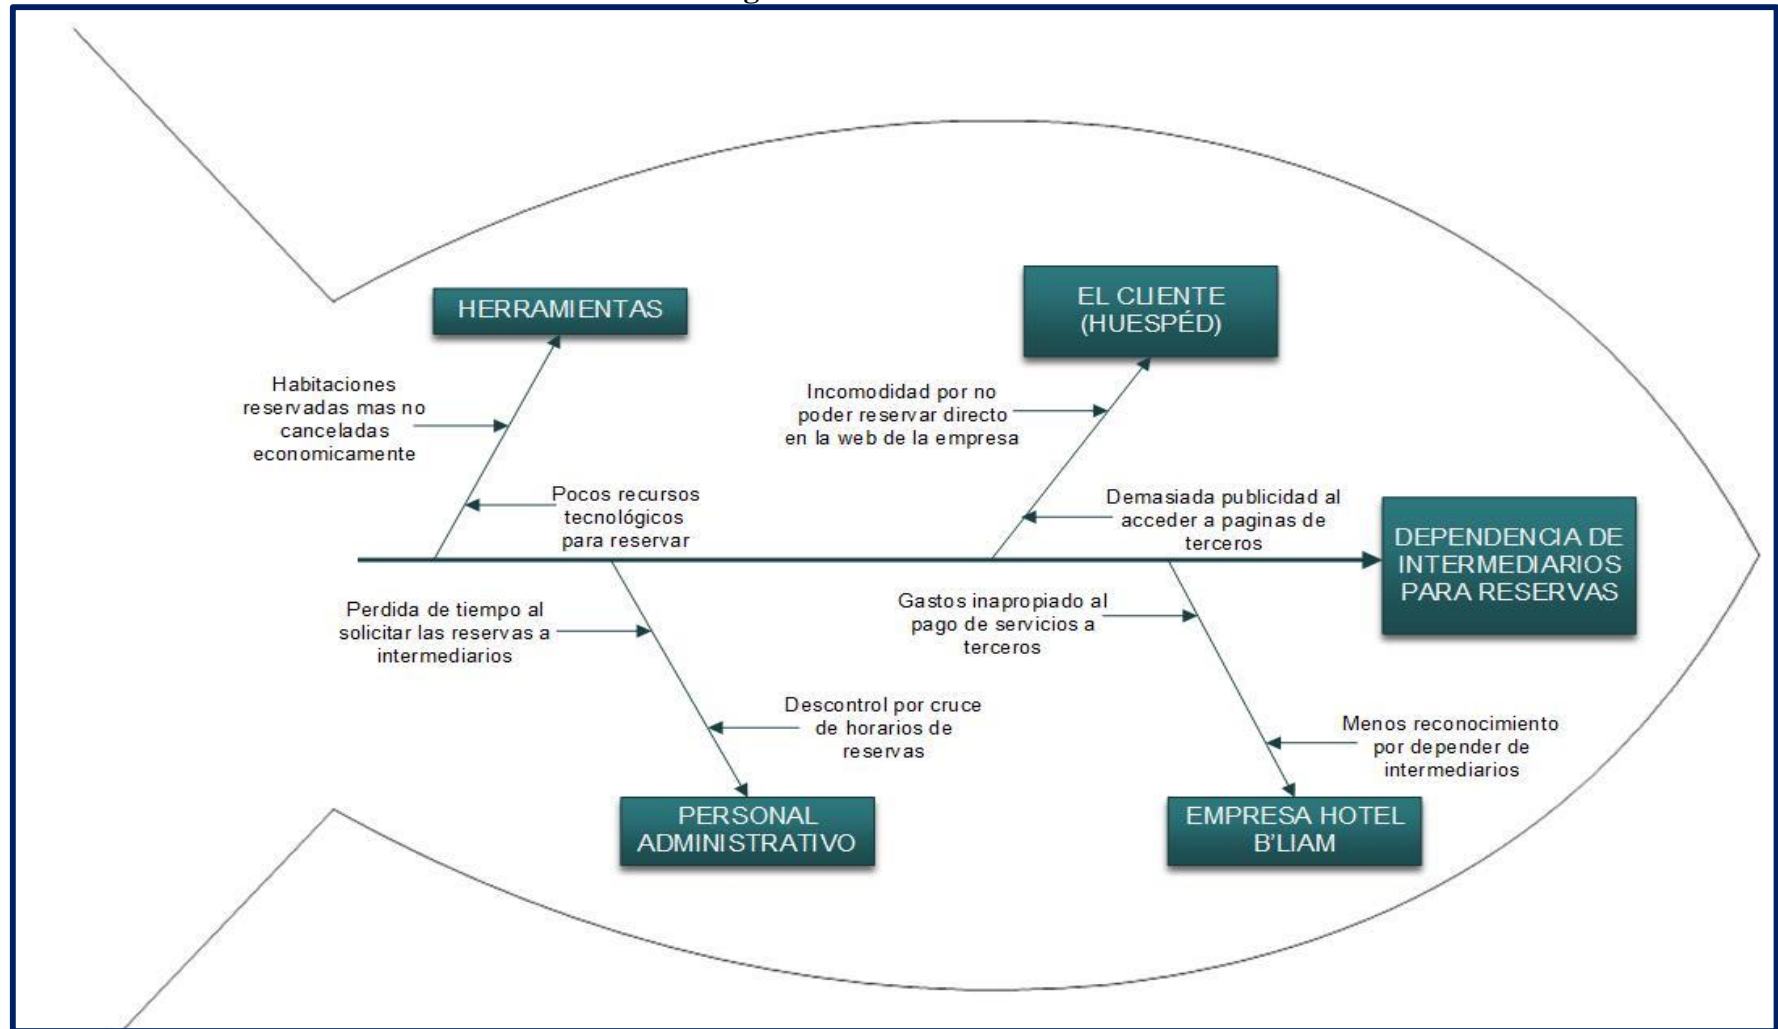 HERRAMIENTAS
EL CLIENTE
(HUESPÉD)
Habitaciones
reservadas mas no
canceladas
economicamente
Incomodidad por no
poder reservar directo
en la web de la empresa
Pocos recursos
tecnológicos
para reservar
Demasiada publicidad al
acceder a paginas de
terceros
DEPENDENCIA DE
INTERMEDIARIOS
PARA RESERVAS
Perdida de tiempo al
solicitar las reservas a
intermediarios
Gastos inapropiado al
pago de servicios a
terceros
Descontrol por cruce
de horarios de
reservas
Menos reconocimiento
por depender de
intermediarios
PERSONAL
ADMINISTRATIVO
EMPRESA HOTEL
B'LIAM